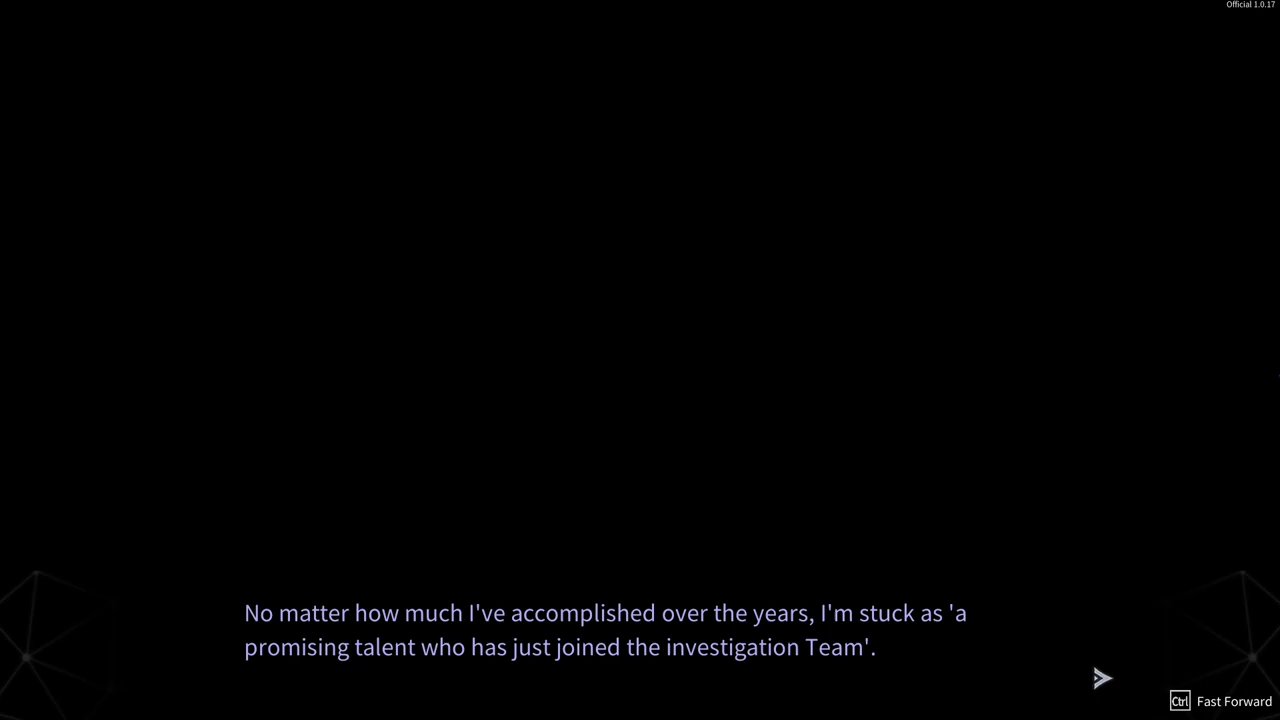 Official 1.0.17
No matter how much I've accomplished over the years, I'm stuck as 'a
promising talent who has just joined the investigation Team'.
Ctrl Fast Forward